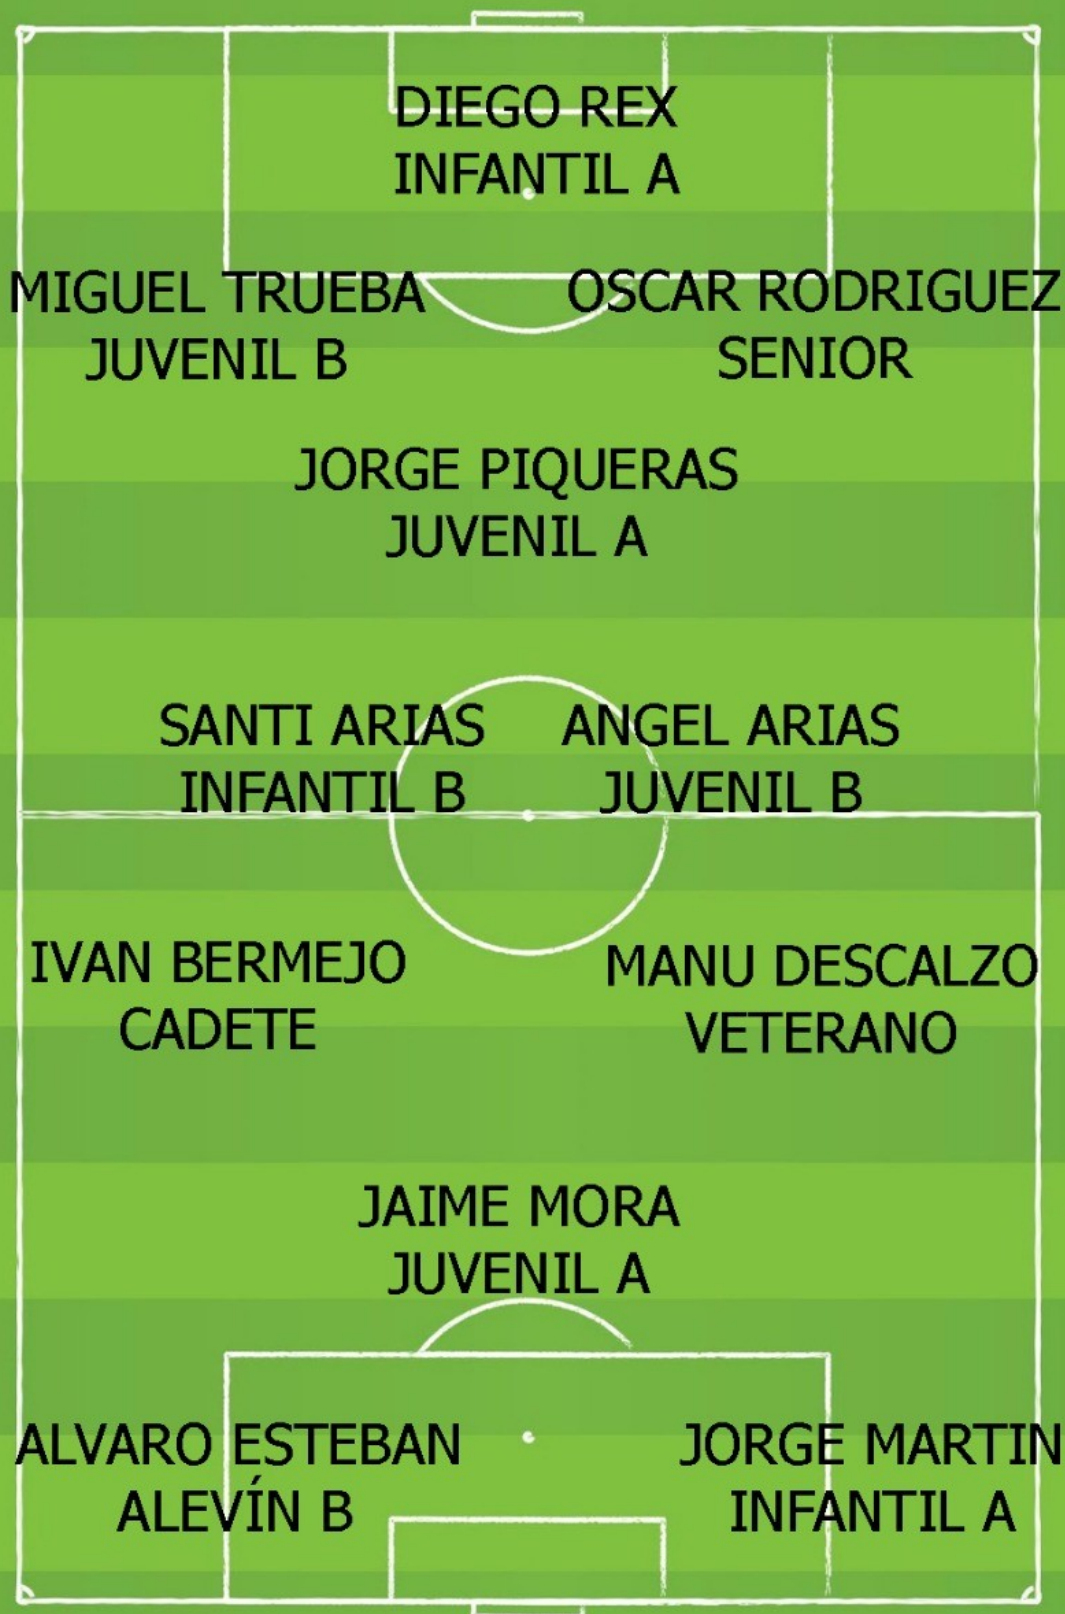 DIEGO REX
INFANTIL A
MIGUEL TRUEBA
JUVENIL B
OSCAR RODRIGUEZ
SENIOR
JORGE PIQUERAS
JUVENIL A
SANTI ARIAS
INFANTIL B
ANGEL ARIAS
JUVENIL B
IVAN BERMEJO
CADETE
MANU DESCALZO
VETERANO
JAIME MORA
JUVENIL A
ALVARO ESTEBAN
ALEVÍN B
JORGE MARTIN
INFANTIL A